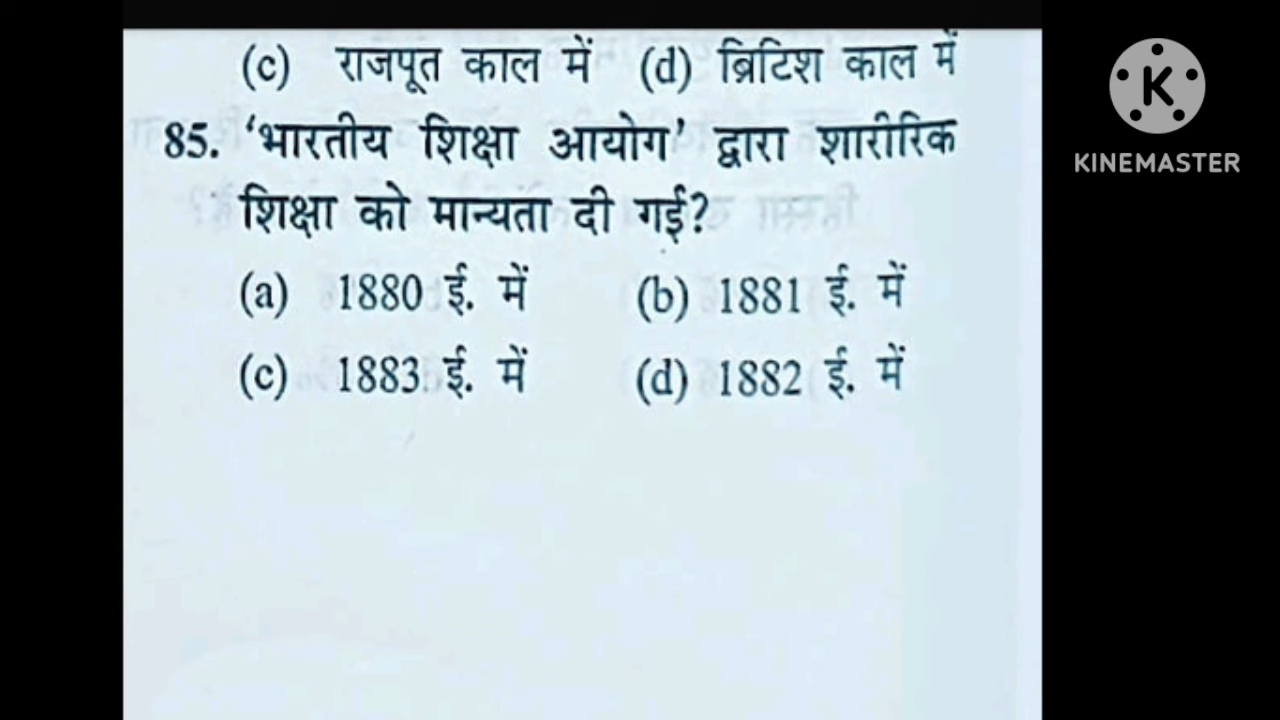 (c) राजपूत काल में (d) ब्रिटिश काल में
85. ‘भारतीय शिक्षा आयोग’ द्वारा शारीरिक
शिक्षा को मान्यता दी गई?
(a) 1880 ई. में (b) 1881 ई. में
(c) 1883 ई. में (d) 1882 ई. में
KINEMASTER